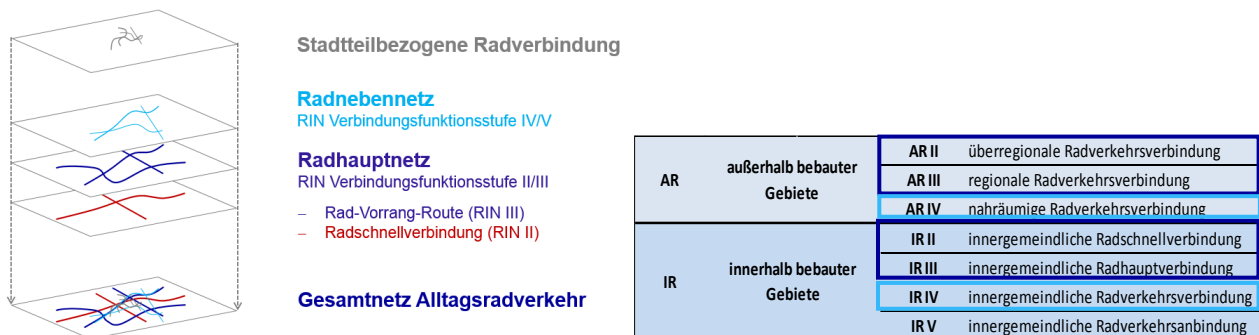 Stadtteilbezogene Radverbindung
Radnebennetz
RIN Verbindungsfunktionsstufe IV/V
Radhauptnetz
RIN Verbindungsfunktionsstufe II/III
– Rad-Vorrang-Route (RIN III)
– Radschnellverbindung (RIN II)
Gesamtnetz Alltagsradverkehr
AR außerhalb bebauter Gebiete
AR II überregionale Radverkehrsverbindung
AR III regionale Radverkehrsverbindung
AR IV nahräumige Radverkehrsverbindung
IR innerhalb bebauter Gebiete
IR II innergemeindliche Radschnellverbindung
IR III innergemeindliche Radhauptverbindung
IR IV innergemeindliche Radverkehrsverbindung
IR V innergemeindliche Radverkehrsanbindung